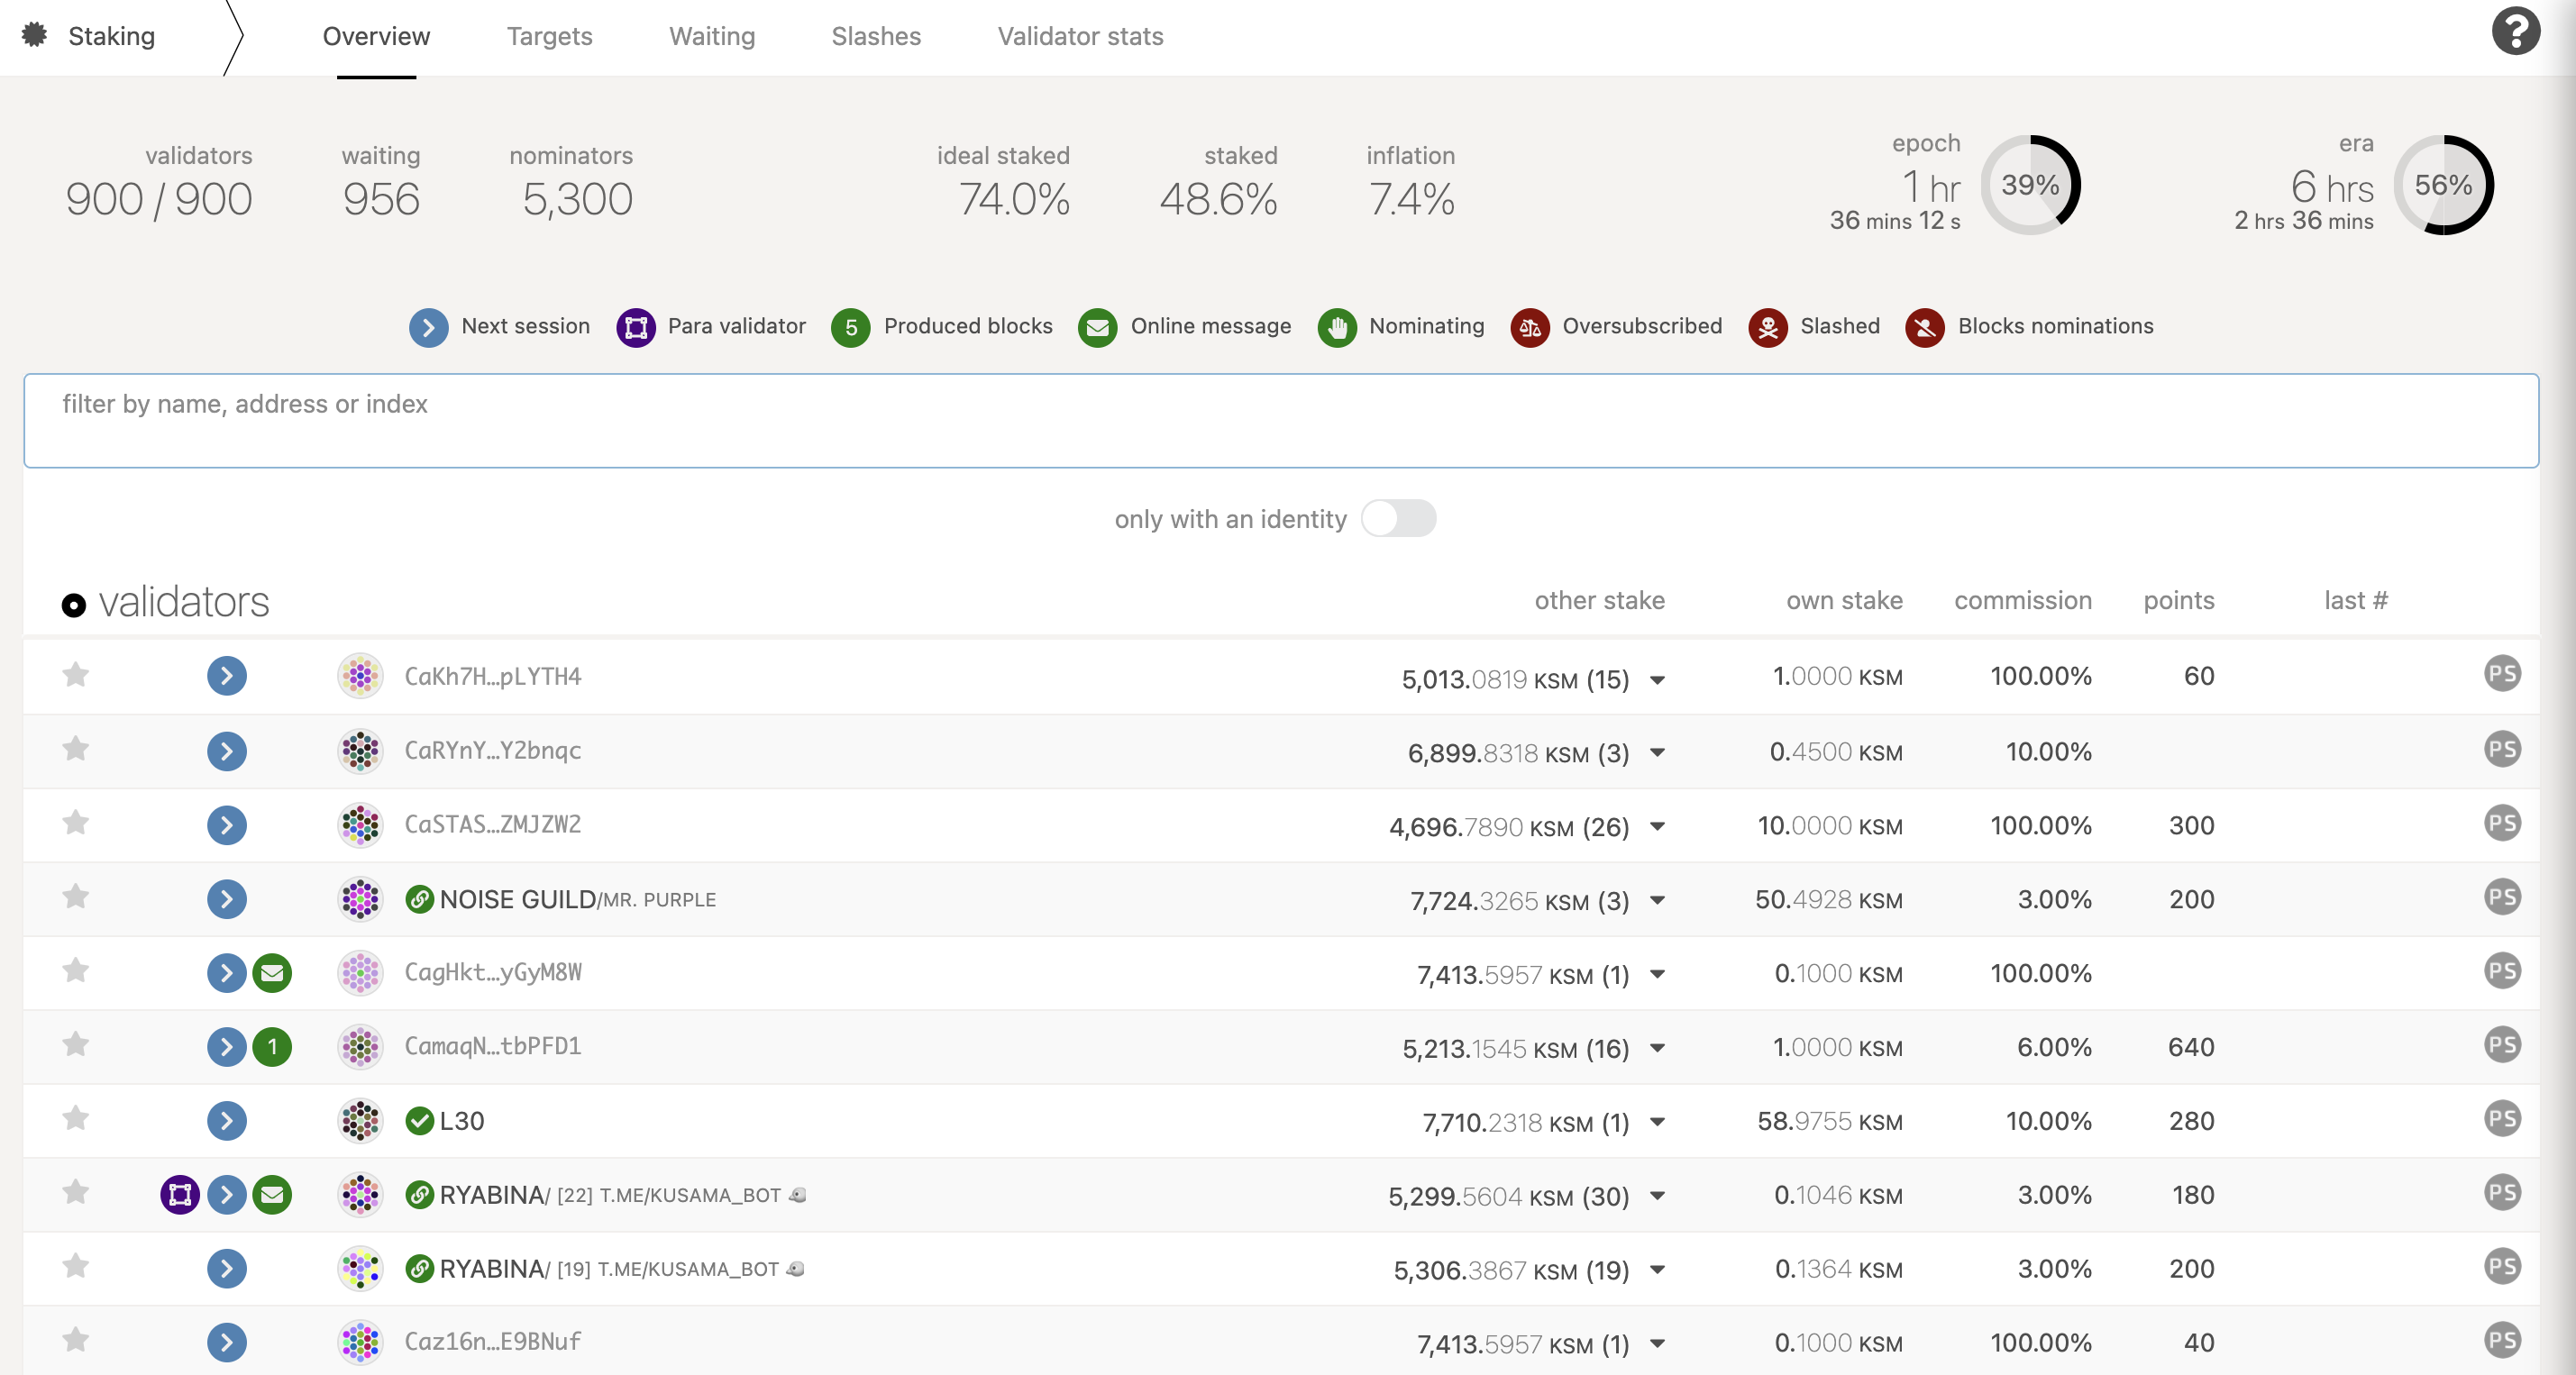 Staking Overview Targets Waiting Slashes Validator stats ?
validators waiting nominators ideal staked staked inflation epoch era
900 / 900 956 5,300 74.0% 48.6% 7.4% 1 hr 39% 6 hrs 56%
36 mins 12 s 2 hrs 36 mins
Next session Para validator 5 Produced blocks Online message Nominating Oversubscribed Slashed Blocks nominations
filter by name, address or index
only with an identity
validators other stake own stake commission points last #
CaKh7H…pLYTH4 5,013.0819 KSM (15) 1.0000 KSM 100.00% 60 PS
CaRYnY…Y2bnqc 6,899.8318 KSM (3) 0.4500 KSM 10.00% PS
CaSTAS…ZMJZW2 4,696.7890 KSM (26) 10.0000 KSM 100.00% 300 PS
NOISE GUILD/MR. PURPLE 7,724.3265 KSM (3) 50.4928 KSM 3.00% 200 PS
CagHkt…yGyM8W 7,413.5957 KSM (1) 0.1000 KSM 100.00% PS
1 CamaqN…tbPFD1 5,213.1545 KSM (16) 1.0000 KSM 6.00% 640 PS
L30 7,710.2318 KSM (1) 58.9755 KSM 10.00% 280 PS
RYABINA/ [22] T.ME/KUSAMA_BOT 5,299.5604 KSM (30) 0.1046 KSM 3.00% 180 PS
RYABINA/ [19] T.ME/KUSAMA_BOT 5,306.3867 KSM (19) 0.1364 KSM 3.00% 200 PS
Caz16n…E9BNuf 7,413.5957 KSM (1) 0.1000 KSM 100.00% 40 PS